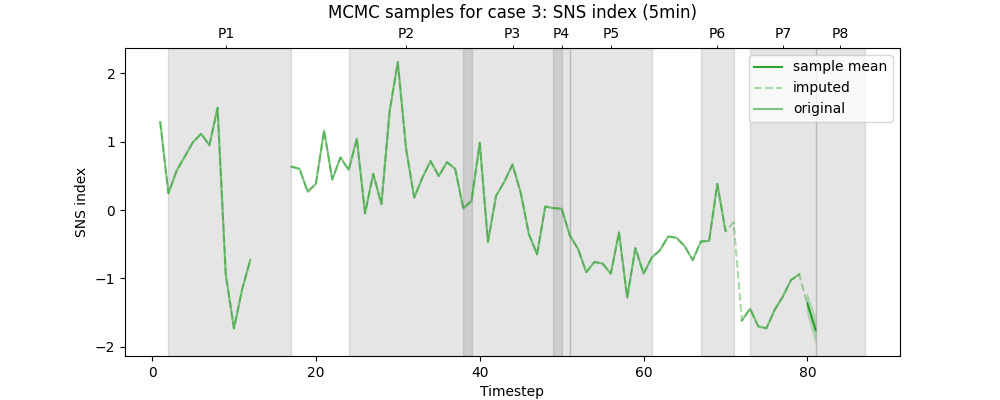 MCMC samples for case 3: SNS index (5min)
P1 P2 P3 P4 P5 P6 P7 P8
sample mean
imputed
original
SNS index
2
1
0
−1
−2
0 20 40 60 80
Timestep